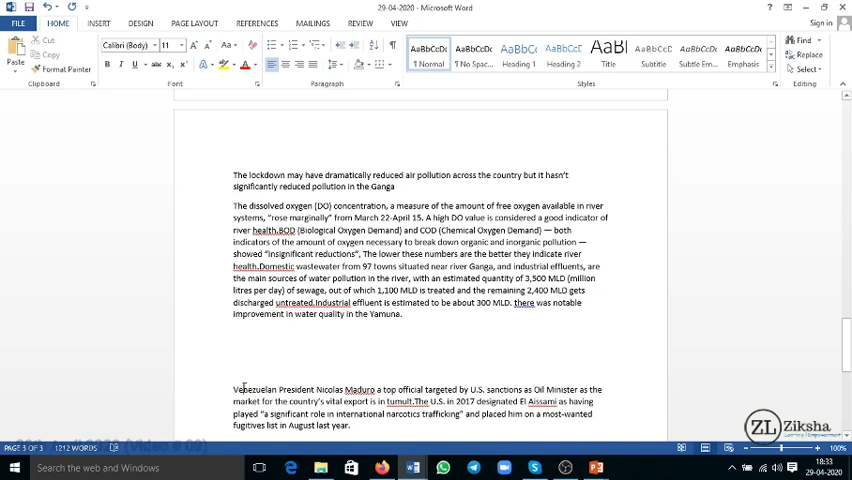 29-04-2020 - Microsoft Word
FILE
HOME
INSERT
DESIGN
PAGE LAYOUT
REFERENCES
MAILINGS
REVIEW
VIEW
Sign in
Paste
Cut
Copy
Format Painter
Clipboard
Calibri (Body)
11
Font
Paragraph
AaBbCcDc
¶ Normal
AaBbCcDc
¶ No Spac...
AaBbCc
Heading 1
AaBbCcD
Heading 2
AaBl
Title
AaBbCcD
Subtitle
AaBbCcDc
Subtle Em...
AaBbCcDc
Emphasis
Styles
Find
Replace
Select
Editing
The lockdown may have dramatically reduced air pollution across the country but it hasn't
significantly reduced pollution in the Ganga
The dissolved oxygen (DO) concentration, a measure of the amount of free oxygen available in river
systems, "rose marginally" from March 22-April 15. A high DO value is considered a good indicator of
river health.BOD (Biological Oxygen Demand) and COD (Chemical Oxygen Demand) — both
indicators of the amount of oxygen necessary to break down organic and inorganic pollution —
showed "insignificant reductions", The lower these numbers are the better they indicate river
health.Domestic wastewater from 97 towns situated near river Ganga, and industrial effluents, are
the main sources of water pollution in the river, with an estimated quantity of 3,500 MLD (million
litres per day) of sewage, out of which 1,100 MLD is treated and the remaining 2,400 MLD gets
discharged untreated.Industrial effluent is estimated to be about 300 MLD. there was notable
improvement in water quality in the Yamuna.
Venezuelan President Nicolas Maduro a top official targeted by U.S. sanctions as Oil Minister as the
market for the country's vital export is in tumult.The U.S. in 2017 designated El Aissami as having
played "a significant role in international narcotics trafficking" and placed him on a most-wanted
fugitives list in August last year.
ZL Ziksha
PAGE 3 OF 3
1212 WORDS
100%
Search the web and Windows
18:33
29-04-2020